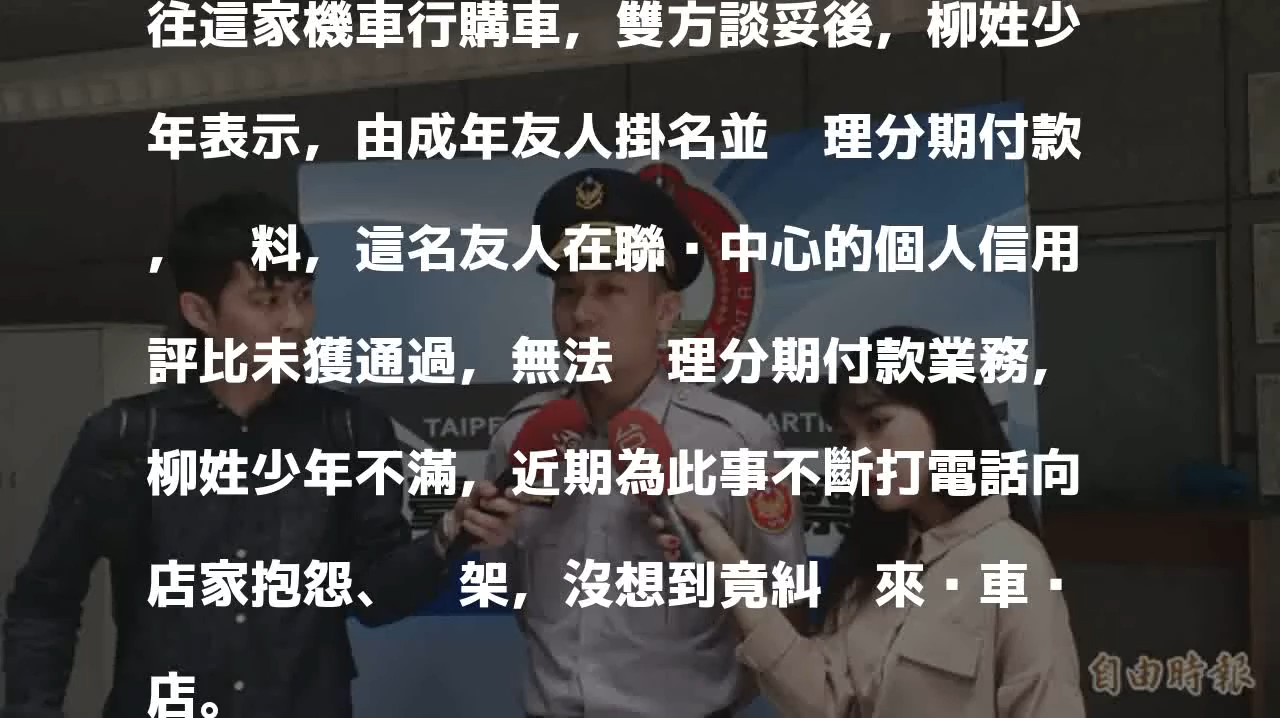 往這家機車行購車，雙方談妥後，柳姓少
年表示，由成年友人掛名並　理分期付款
，　料，這名友人在聯·中心的個人信用
評比未獲通過，無法　理分期付款業務，
柳姓少年不滿，近期為此事不斷打電話向
店家抱怨、　架，沒想到竟糾　來·車·
店。
TAIPE
ARTM
自由時報